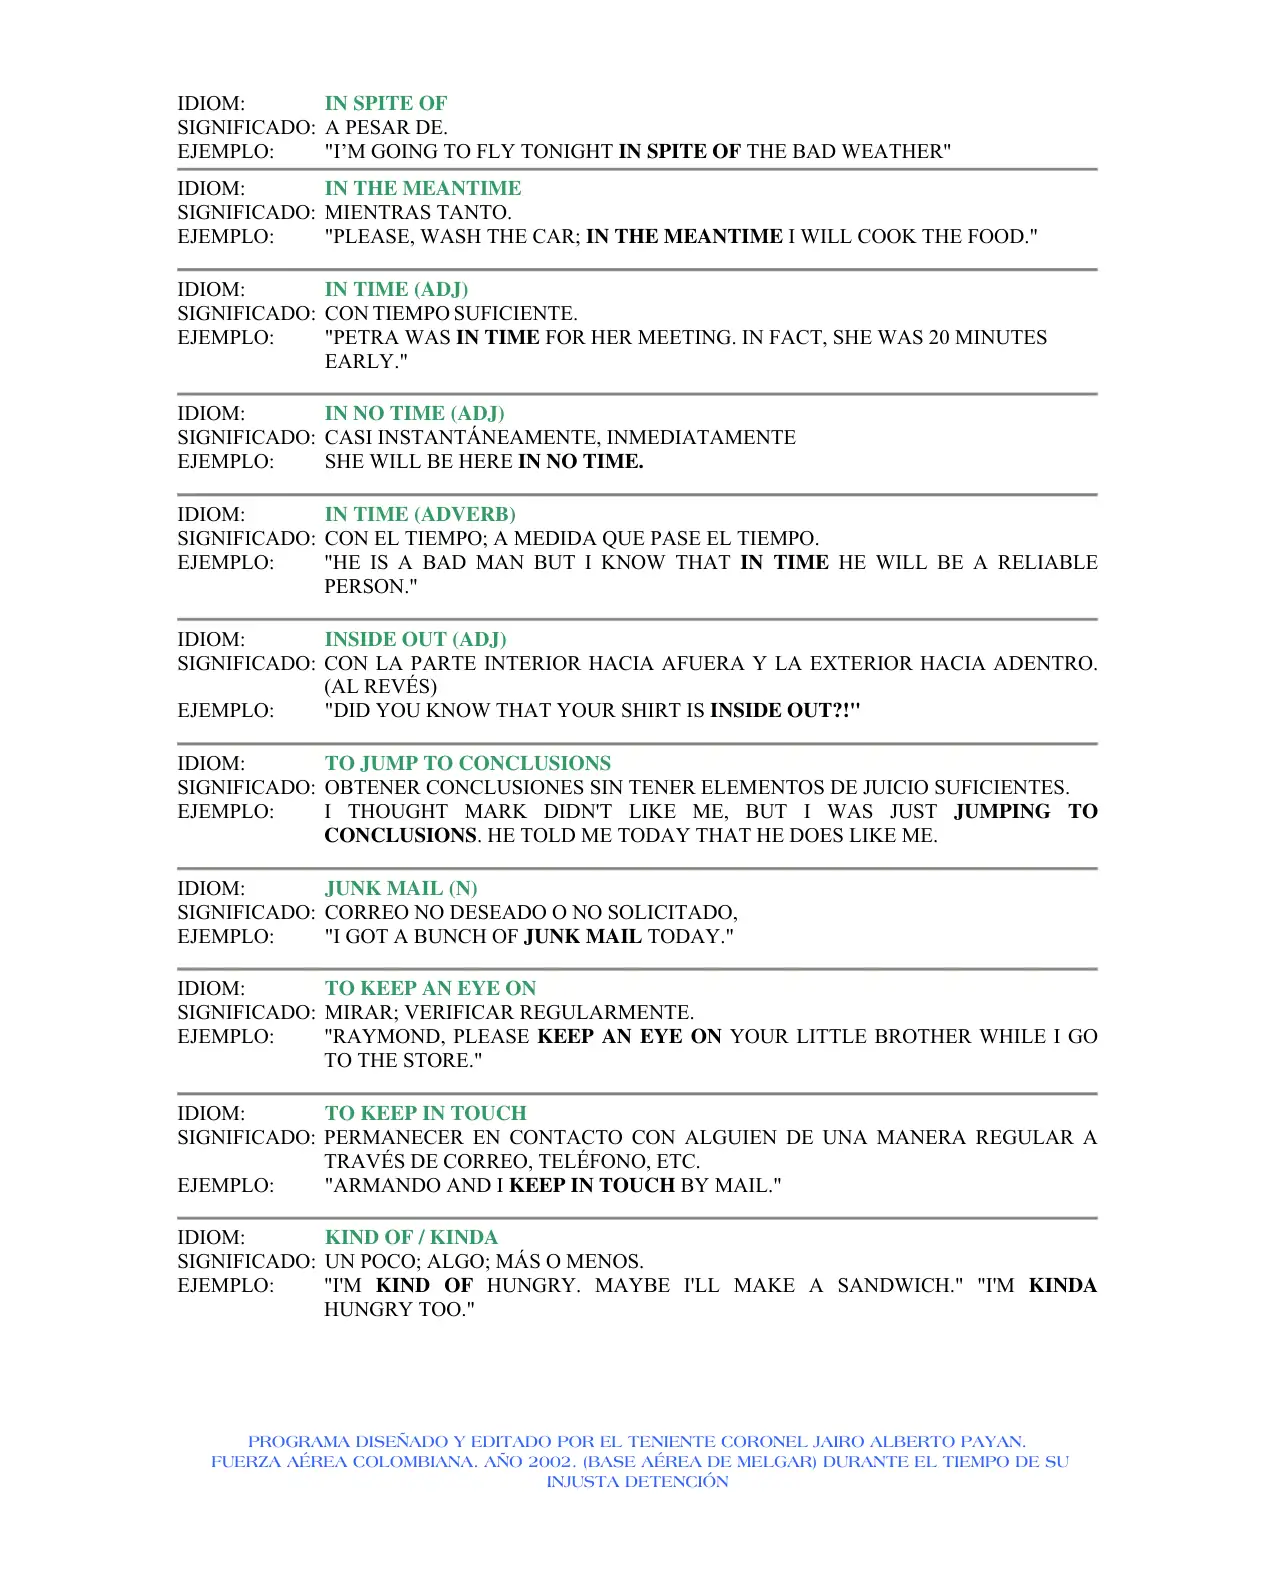 IDIOM: IN SPITE OF
SIGNIFICADO: A PESAR DE.
EJEMPLO: "I’M GOING TO FLY TONIGHT IN SPITE OF THE BAD WEATHER"
IDIOM: IN THE MEANTIME
SIGNIFICADO: MIENTRAS TANTO.
EJEMPLO: "PLEASE, WASH THE CAR; IN THE MEANTIME I WILL COOK THE FOOD."
IDIOM: IN TIME (ADJ)
SIGNIFICADO: CON TIEMPO SUFICIENTE.
EJEMPLO: "PETRA WAS IN TIME FOR HER MEETING. IN FACT, SHE WAS 20 MINUTES
EARLY."
IDIOM: IN NO TIME (ADJ)
SIGNIFICADO: CASI INSTANTÁNEAMENTE, INMEDIATAMENTE
EJEMPLO: SHE WILL BE HERE IN NO TIME.
IDIOM: IN TIME (ADVERB)
SIGNIFICADO: CON EL TIEMPO; A MEDIDA QUE PASE EL TIEMPO.
EJEMPLO: "HE IS A BAD MAN BUT I KNOW THAT IN TIME HE WILL BE A RELIABLE
PERSON."
IDIOM: INSIDE OUT (ADJ)
SIGNIFICADO: CON LA PARTE INTERIOR HACIA AFUERA Y LA EXTERIOR HACIA ADENTRO.
(AL REVÉS)
EJEMPLO: "DID YOU KNOW THAT YOUR SHIRT IS INSIDE OUT?!"
IDIOM: TO JUMP TO CONCLUSIONS
SIGNIFICADO: OBTENER CONCLUSIONES SIN TENER ELEMENTOS DE JUICIO SUFICIENTES.
EJEMPLO: I THOUGHT MARK DIDN'T LIKE ME, BUT I WAS JUST JUMPING TO
CONCLUSIONS. HE TOLD ME TODAY THAT HE DOES LIKE ME.
IDIOM: JUNK MAIL (N)
SIGNIFICADO: CORREO NO DESEADO O NO SOLICITADO,
EJEMPLO: "I GOT A BUNCH OF JUNK MAIL TODAY."
IDIOM: TO KEEP AN EYE ON
SIGNIFICADO: MIRAR; VERIFICAR REGULARMENTE.
EJEMPLO: "RAYMOND, PLEASE KEEP AN EYE ON YOUR LITTLE BROTHER WHILE I GO
TO THE STORE."
IDIOM: TO KEEP IN TOUCH
SIGNIFICADO: PERMANECER EN CONTACTO CON ALGUIEN DE UNA MANERA REGULAR A
TRAVÉS DE CORREO, TELÉFONO, ETC.
EJEMPLO: "ARMANDO AND I KEEP IN TOUCH BY MAIL."
IDIOM: KIND OF / KINDA
SIGNIFICADO: UN POCO; ALGO; MÁS O MENOS.
EJEMPLO: "I'M KIND OF HUNGRY. MAYBE I'LL MAKE A SANDWICH." "I'M KINDA
HUNGRY TOO."
PROGRAMA DISEÑADO Y EDITADO POR EL TENIENTE CORONEL JAIRO ALBERTO PAYAN.
FUERZA AÉREA COLOMBIANA. AÑO 2002. (BASE AÉREA DE MELGAR) DURANTE EL TIEMPO DE SU
INJUSTA DETENCIÓN